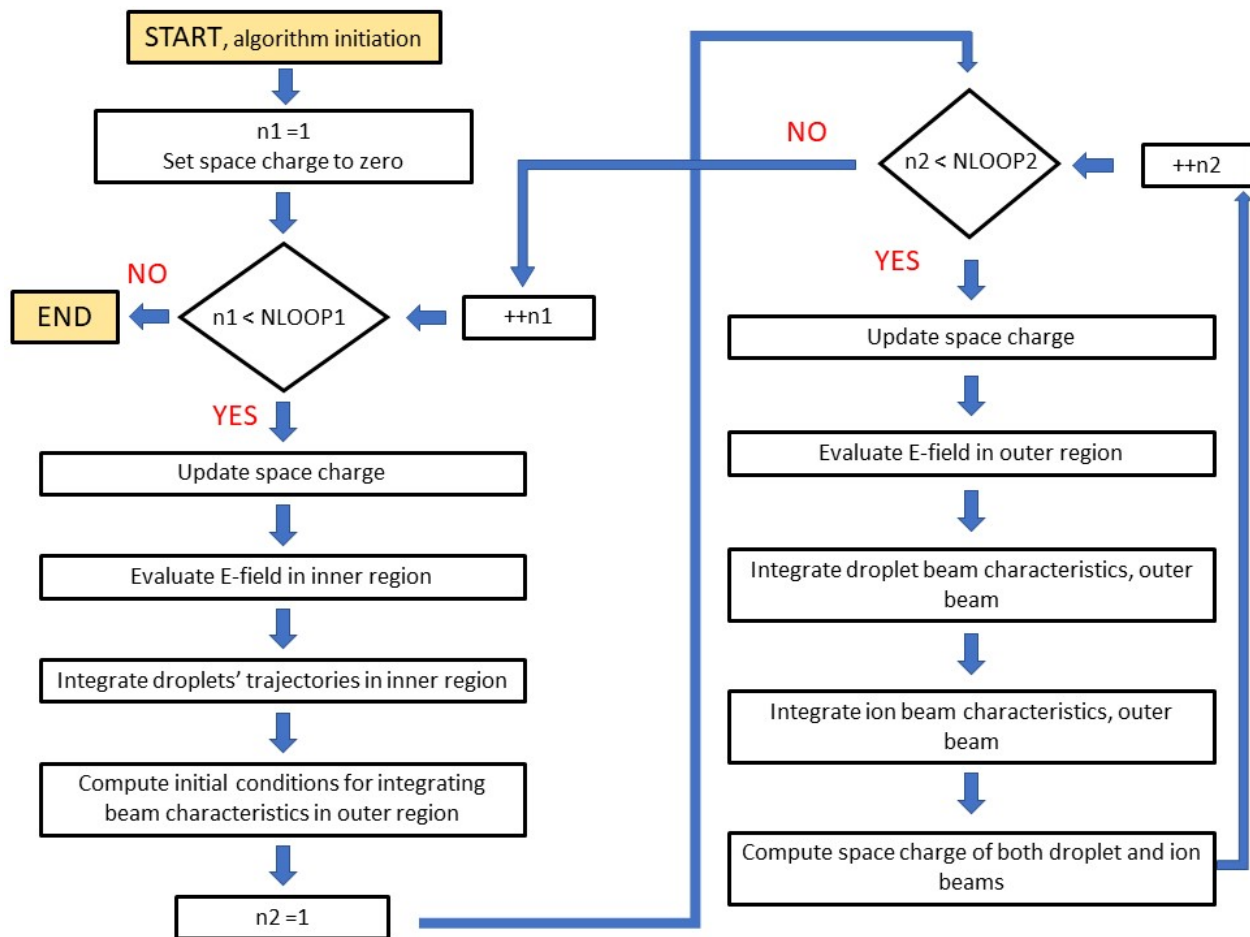 START, algorithm initiation
n1 =1
Set space charge to zero
NO
n1 < NLOOP1
END
++n1
YES
Update space charge
Evaluate E-field in inner region
Integrate droplets' trajectories in inner region
Compute initial conditions for integrating
beam characteristics in outer region
n2 =1
NO
n2 < NLOOP2
++n2
YES
Update space charge
Evaluate E-field in outer region
Integrate droplet beam characteristics, outer
beam
Integrate ion beam characteristics, outer
beam
Compute space charge of both droplet and ion
beams